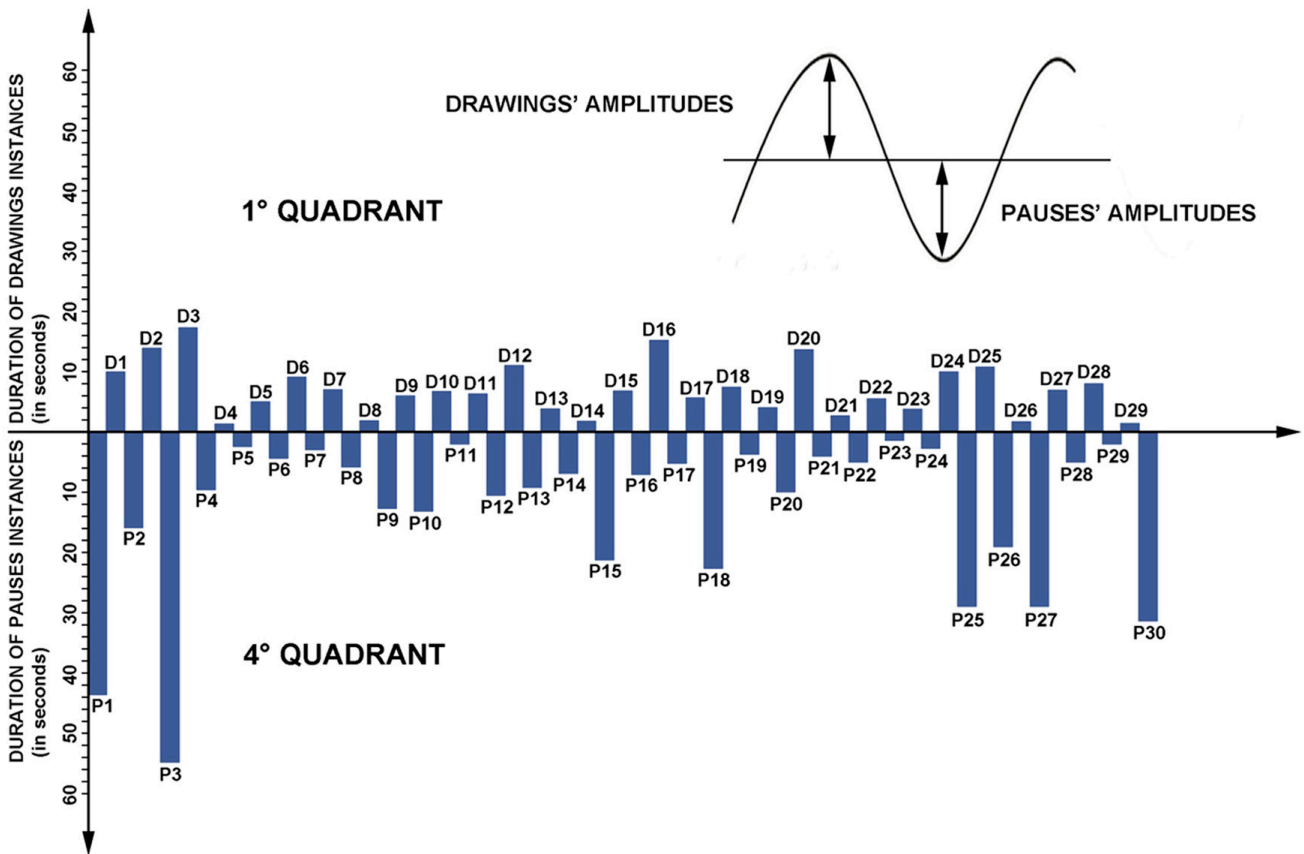 DURATION OF DRAWINGS INSTANCES
(in seconds)
DURATION OF PAUSES INSTANCES
(in seconds)
60
50
40
30
20
10
10
20
30
40
50
60
DRAWINGS’ AMPLITUDES
PAUSES’ AMPLITUDES
1° QUADRANT
D1
D2
D3
D4
D5
D6
D7
D8
D9
D10
D11
D12
D13
D14
D15
D16
D17
D18
D19
D20
D21
D22
D23
D24
D25
D26
D27
D28
D29
P1
P2
P3
P4
P5
P6
P7
P8
P9
P10
P11
P12
P13
P14
P15
P16
P17
P18
P19
P20
P21
P22
P23
P24
P25
P26
P27
P28
P29
P30
4° QUADRANT